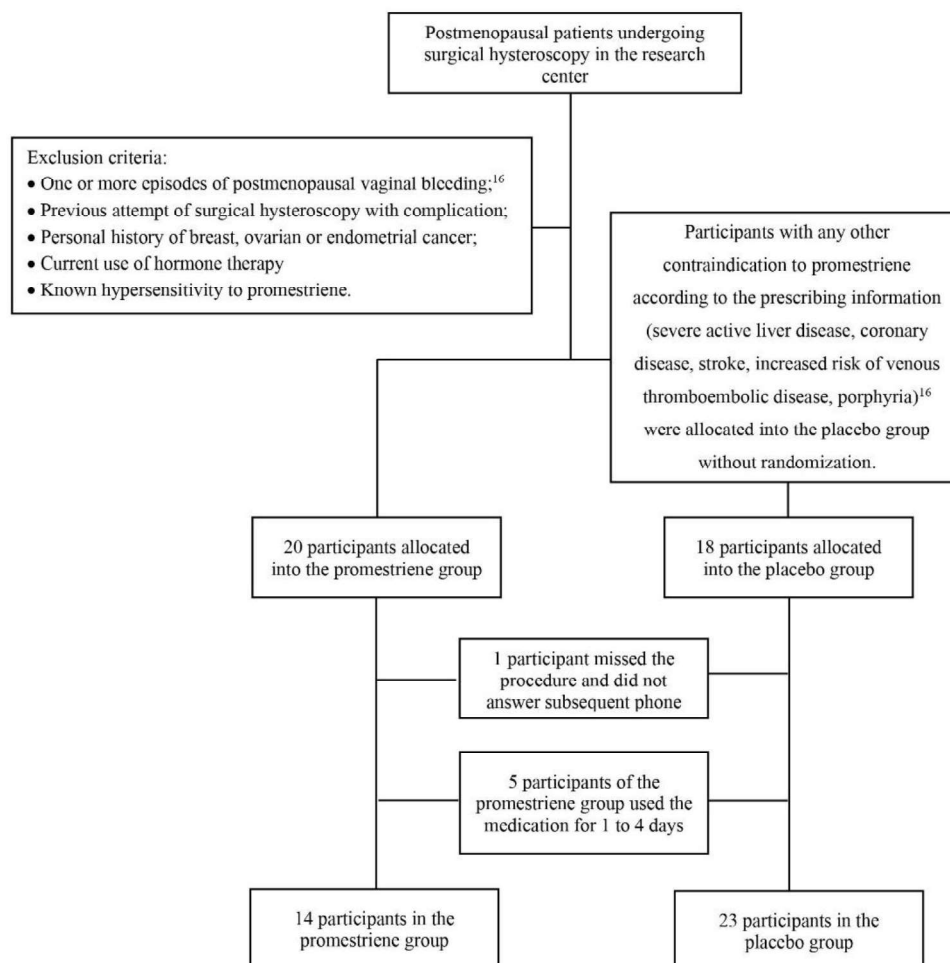 Postmenopausal patients undergoing
surgical hysteroscopy in the research
center
Exclusion criteria:
• One or more episodes of postmenopausal vaginal bleeding;¹⁶
• Previous attempt of surgical hysteroscopy with complication;
• Personal history of breast, ovarian or endometrial cancer;
• Current use of hormone therapy
• Known hypersensitivity to promestriene.
Participants with any other
contraindication to promestriene
according to the prescribing information
(severe active liver disease, coronary
disease, stroke, increased risk of venous
thromboembolic disease, porphyria)¹⁶
were allocated into the placebo group
without randomization.
20 participants allocated
into the promestriene group
18 participants allocated
into the placebo group
1 participant missed the
procedure and did not
answer subsequent phone
5 participants of the
promestriene group used the
medication for 1 to 4 days
14 participants in the
promestriene group
23 participants in the
placebo group